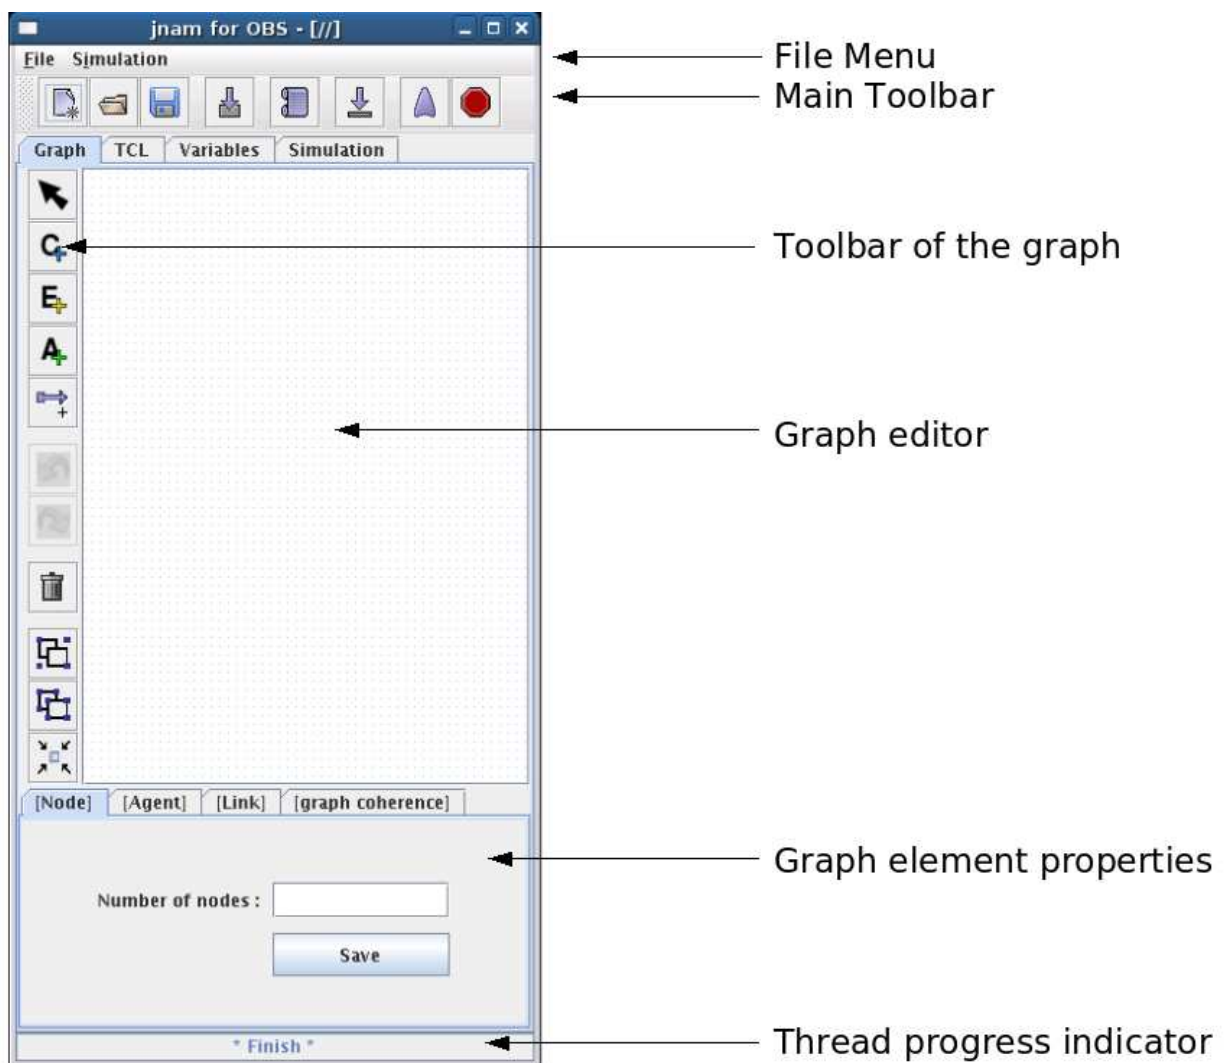 jnam for OBS - [//]
File Simulation
File Menu
Main Toolbar
Graph TCL Variables Simulation
C
Toolbar of the graph
E
A
Graph editor
[Node] [Agent] [Link] [graph coherence]
Graph element properties
Number of nodes :
Save
* Finish *
Thread progress indicator